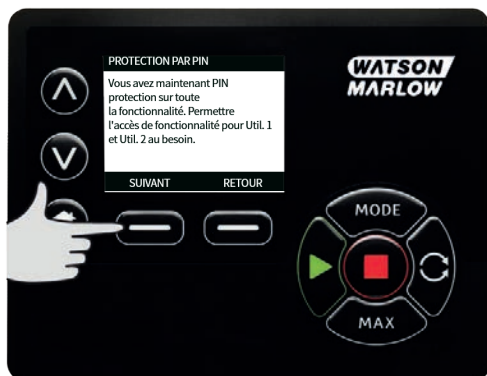 PROTECTION PAR PIN
Vous avez maintenant PIN
protection sur toute
la fonctionnalité. Permettre
l'accès de fonctionnalité pour Util. 1
et Util. 2 au besoin.
SUIVANT RETOUR
WATSON
MARLOW
MODE
MAX